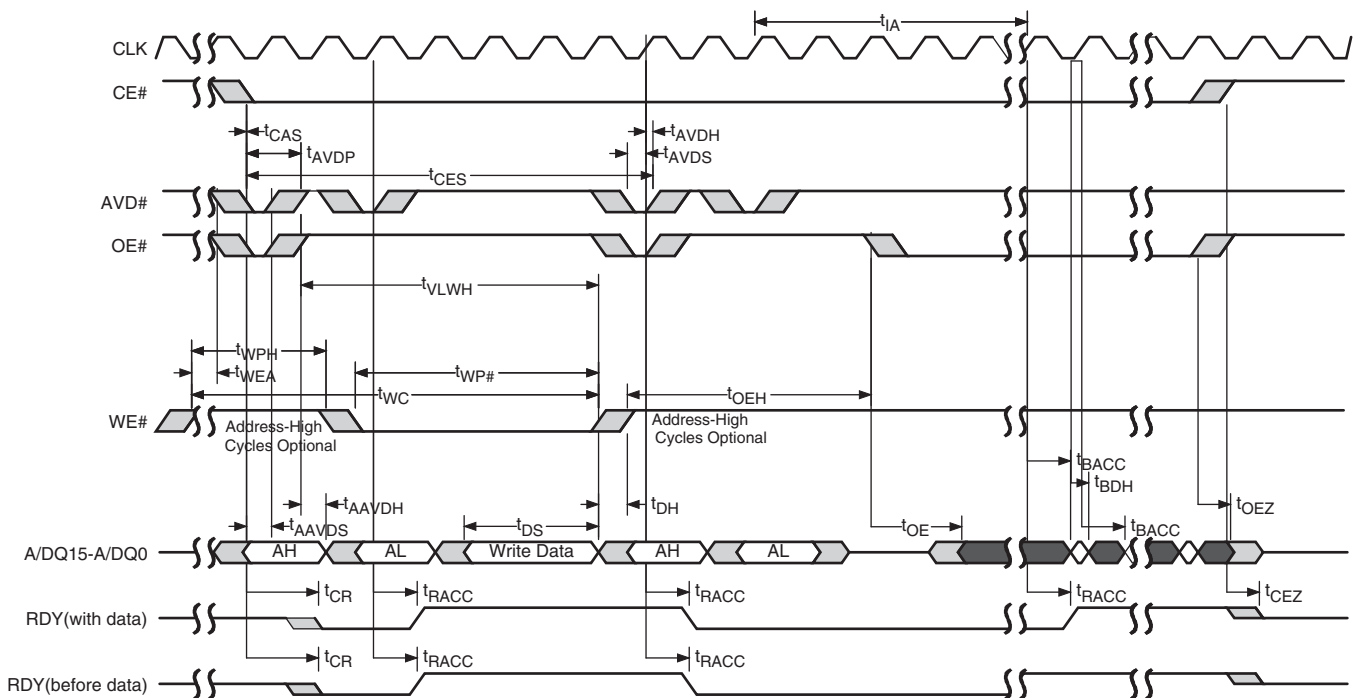 tIA
CLK
CE#
tCAS
tAVDH
tAVDP
tAVDS
tCES
AVD#
OE#
tVLWH
tWPH
tWEA
tWP#
tWC
tOEH
WE#
Address-High
Cycles Optional
Address-High
Cycles Optional
tBACC
tBDH
tAAVDH
tDH
tOEZ
tAAVDS
tDS
tOE
tBACC
A/DQ15-A/DQ0
AH
AL
Write Data
AH
AL
tCR
tRACC
tRACC
tRACC
tCEZ
RDY(with data)
tCR
tRACC
tRACC
RDY(before data)